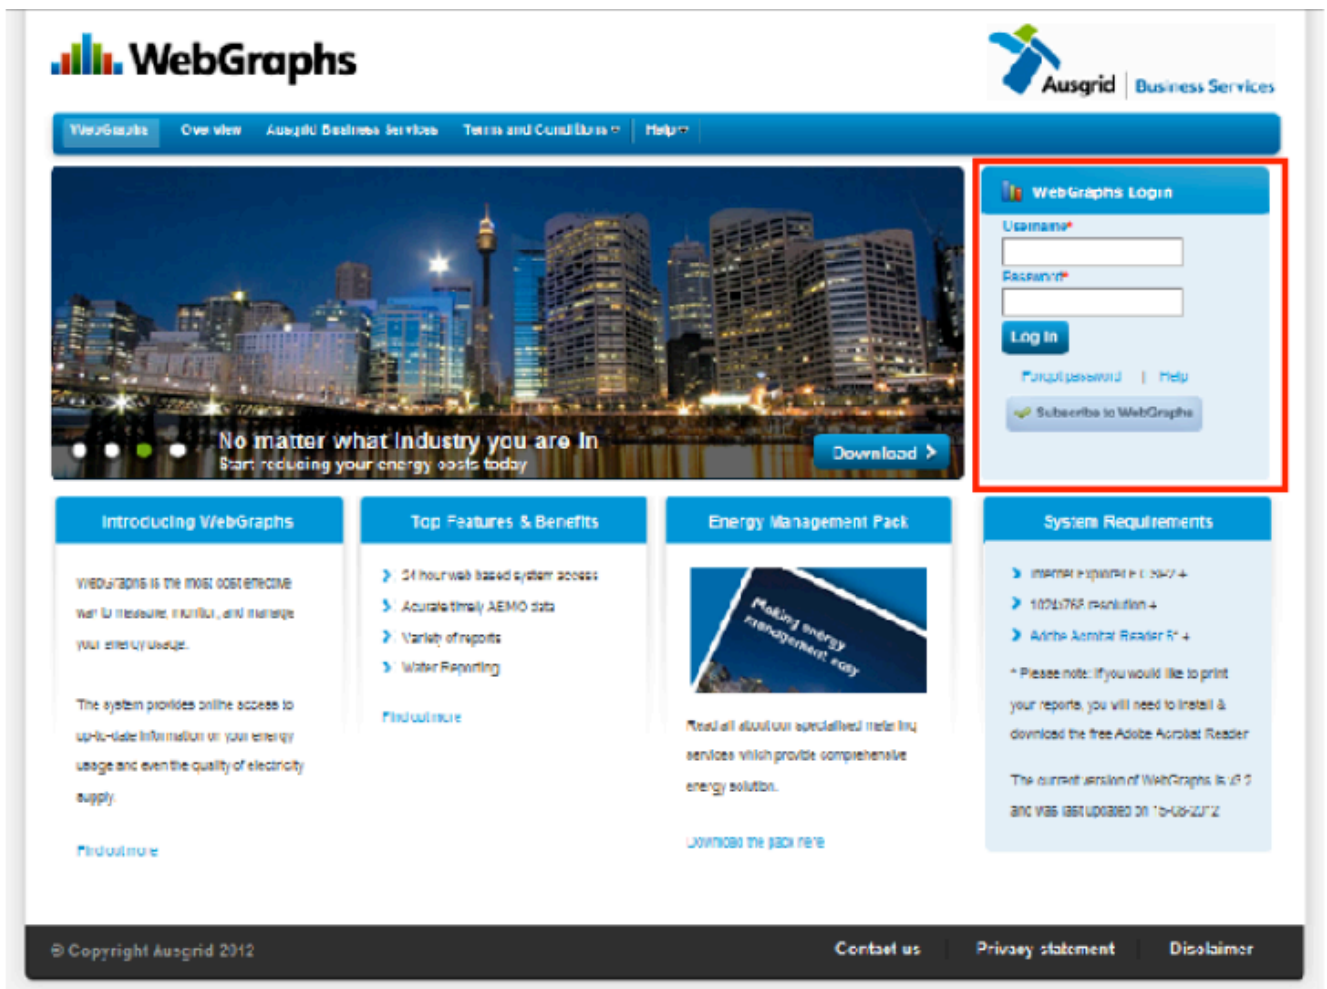 WebGraphs
Ausgrid | Business Services
WebGraphs Overview Ausgrid Business Services Terms and Conditions Help
WebGraphs Login
Username*
Password*
Log In
Forgot password | Help
Subscribe to WebGraphs
No matter what Industry you are in
Start reducing your energy costs today
Download
Introducing WebGraphs
WebGraphs is the most cost effective
way to measure, monitor, and manage
your energy usage.
The system provides online access to
up-to-date information on your energy
usage and even the quality of electricity
supply.
Find out more
Top Features & Benefits
24 hour web based system access
Acurate timely AEMO data
Variety of reports
Water Reporting
Find out more
Energy Management Pack
Making energy
management easy
Read all about our specialised metering
services which provide comprehensive
energy solution.
Download the pack here
System Requirements
Internet Explorer
1024x768 resolution +
Adobe Acrobat Reader
* Please note: If you would like to print
your reports, you will need to install &
download the free Adobe Acrobat Reader
The current version of WebGraphs is
and was last updated on 15-08-2012
© Copyright Ausgrid 2012
Contact us
Privacy statement
Disclaimer